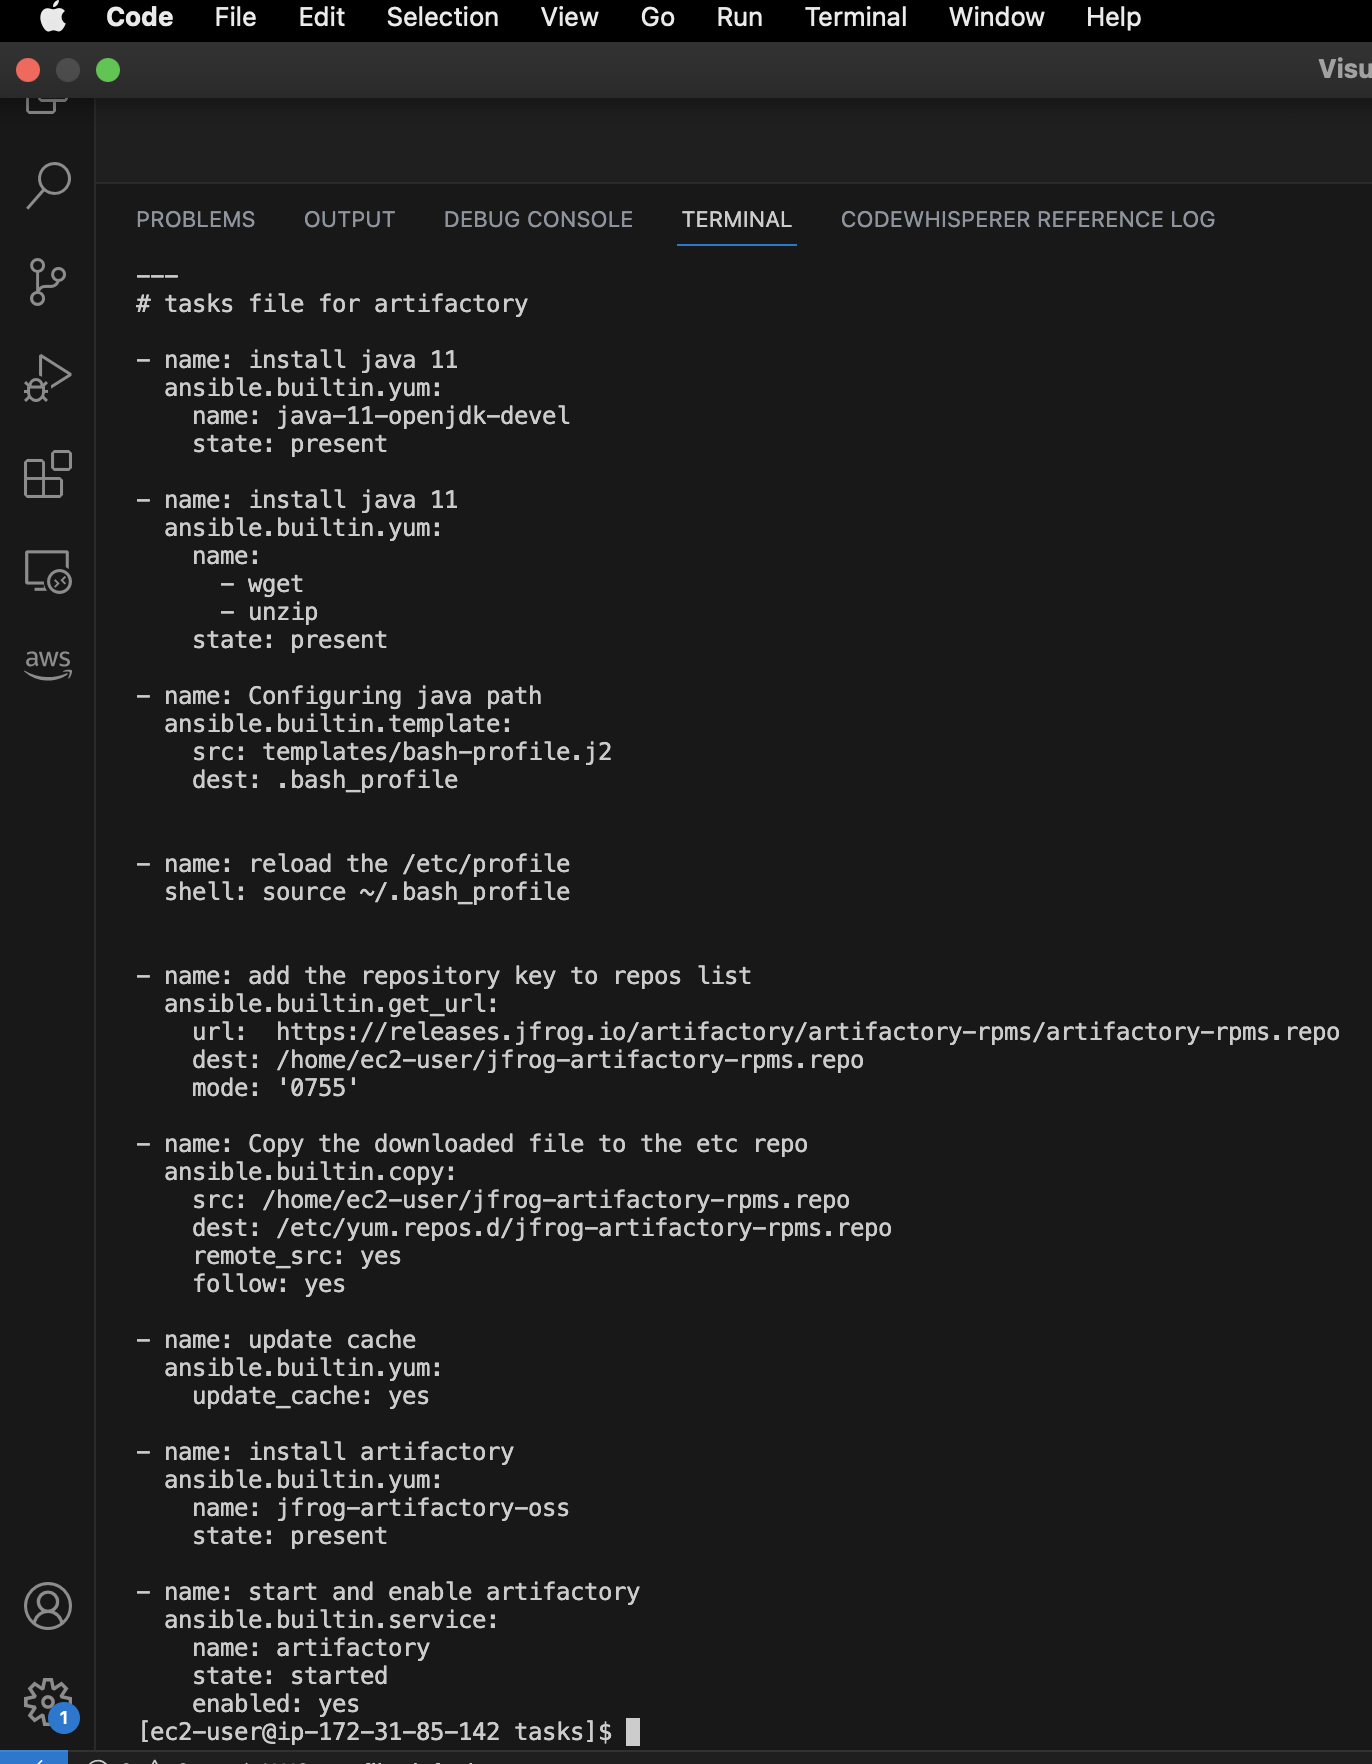 Code File Edit Selection View Go Run Terminal Window Help
Visu
PROBLEMS OUTPUT DEBUG CONSOLE TERMINAL CODEWHISPERER REFERENCE LOG
---
# tasks file for artifactory
- name: install java 11
ansible.builtin.yum:
name: java-11-openjdk-devel
state: present
- name: install java 11
ansible.builtin.yum:
name:
- wget
- unzip
state: present
aws
- name: Configuring java path
ansible.builtin.template:
src: templates/bash-profile.j2
dest: .bash_profile
- name: reload the /etc/profile
shell: source ~/.bash_profile
- name: add the repository key to repos list
ansible.builtin.get_url:
url:  https://releases.jfrog.io/artifactory/artifactory-rpms/artifactory-rpms.repo
dest: /home/ec2-user/jfrog-artifactory-rpms.repo
mode: '0755'
- name: Copy the downloaded file to the etc repo
ansible.builtin.copy:
src: /home/ec2-user/jfrog-artifactory-rpms.repo
dest: /etc/yum.repos.d/jfrog-artifactory-rpms.repo
remote_src: yes
follow: yes
- name: update cache
ansible.builtin.yum:
update_cache: yes
- name: install artifactory
ansible.builtin.yum:
name: jfrog-artifactory-oss
state: present
- name: start and enable artifactory
ansible.builtin.service:
name: artifactory
state: started
enabled: yes
1
[ec2-user@ip-172-31-85-142 tasks]$